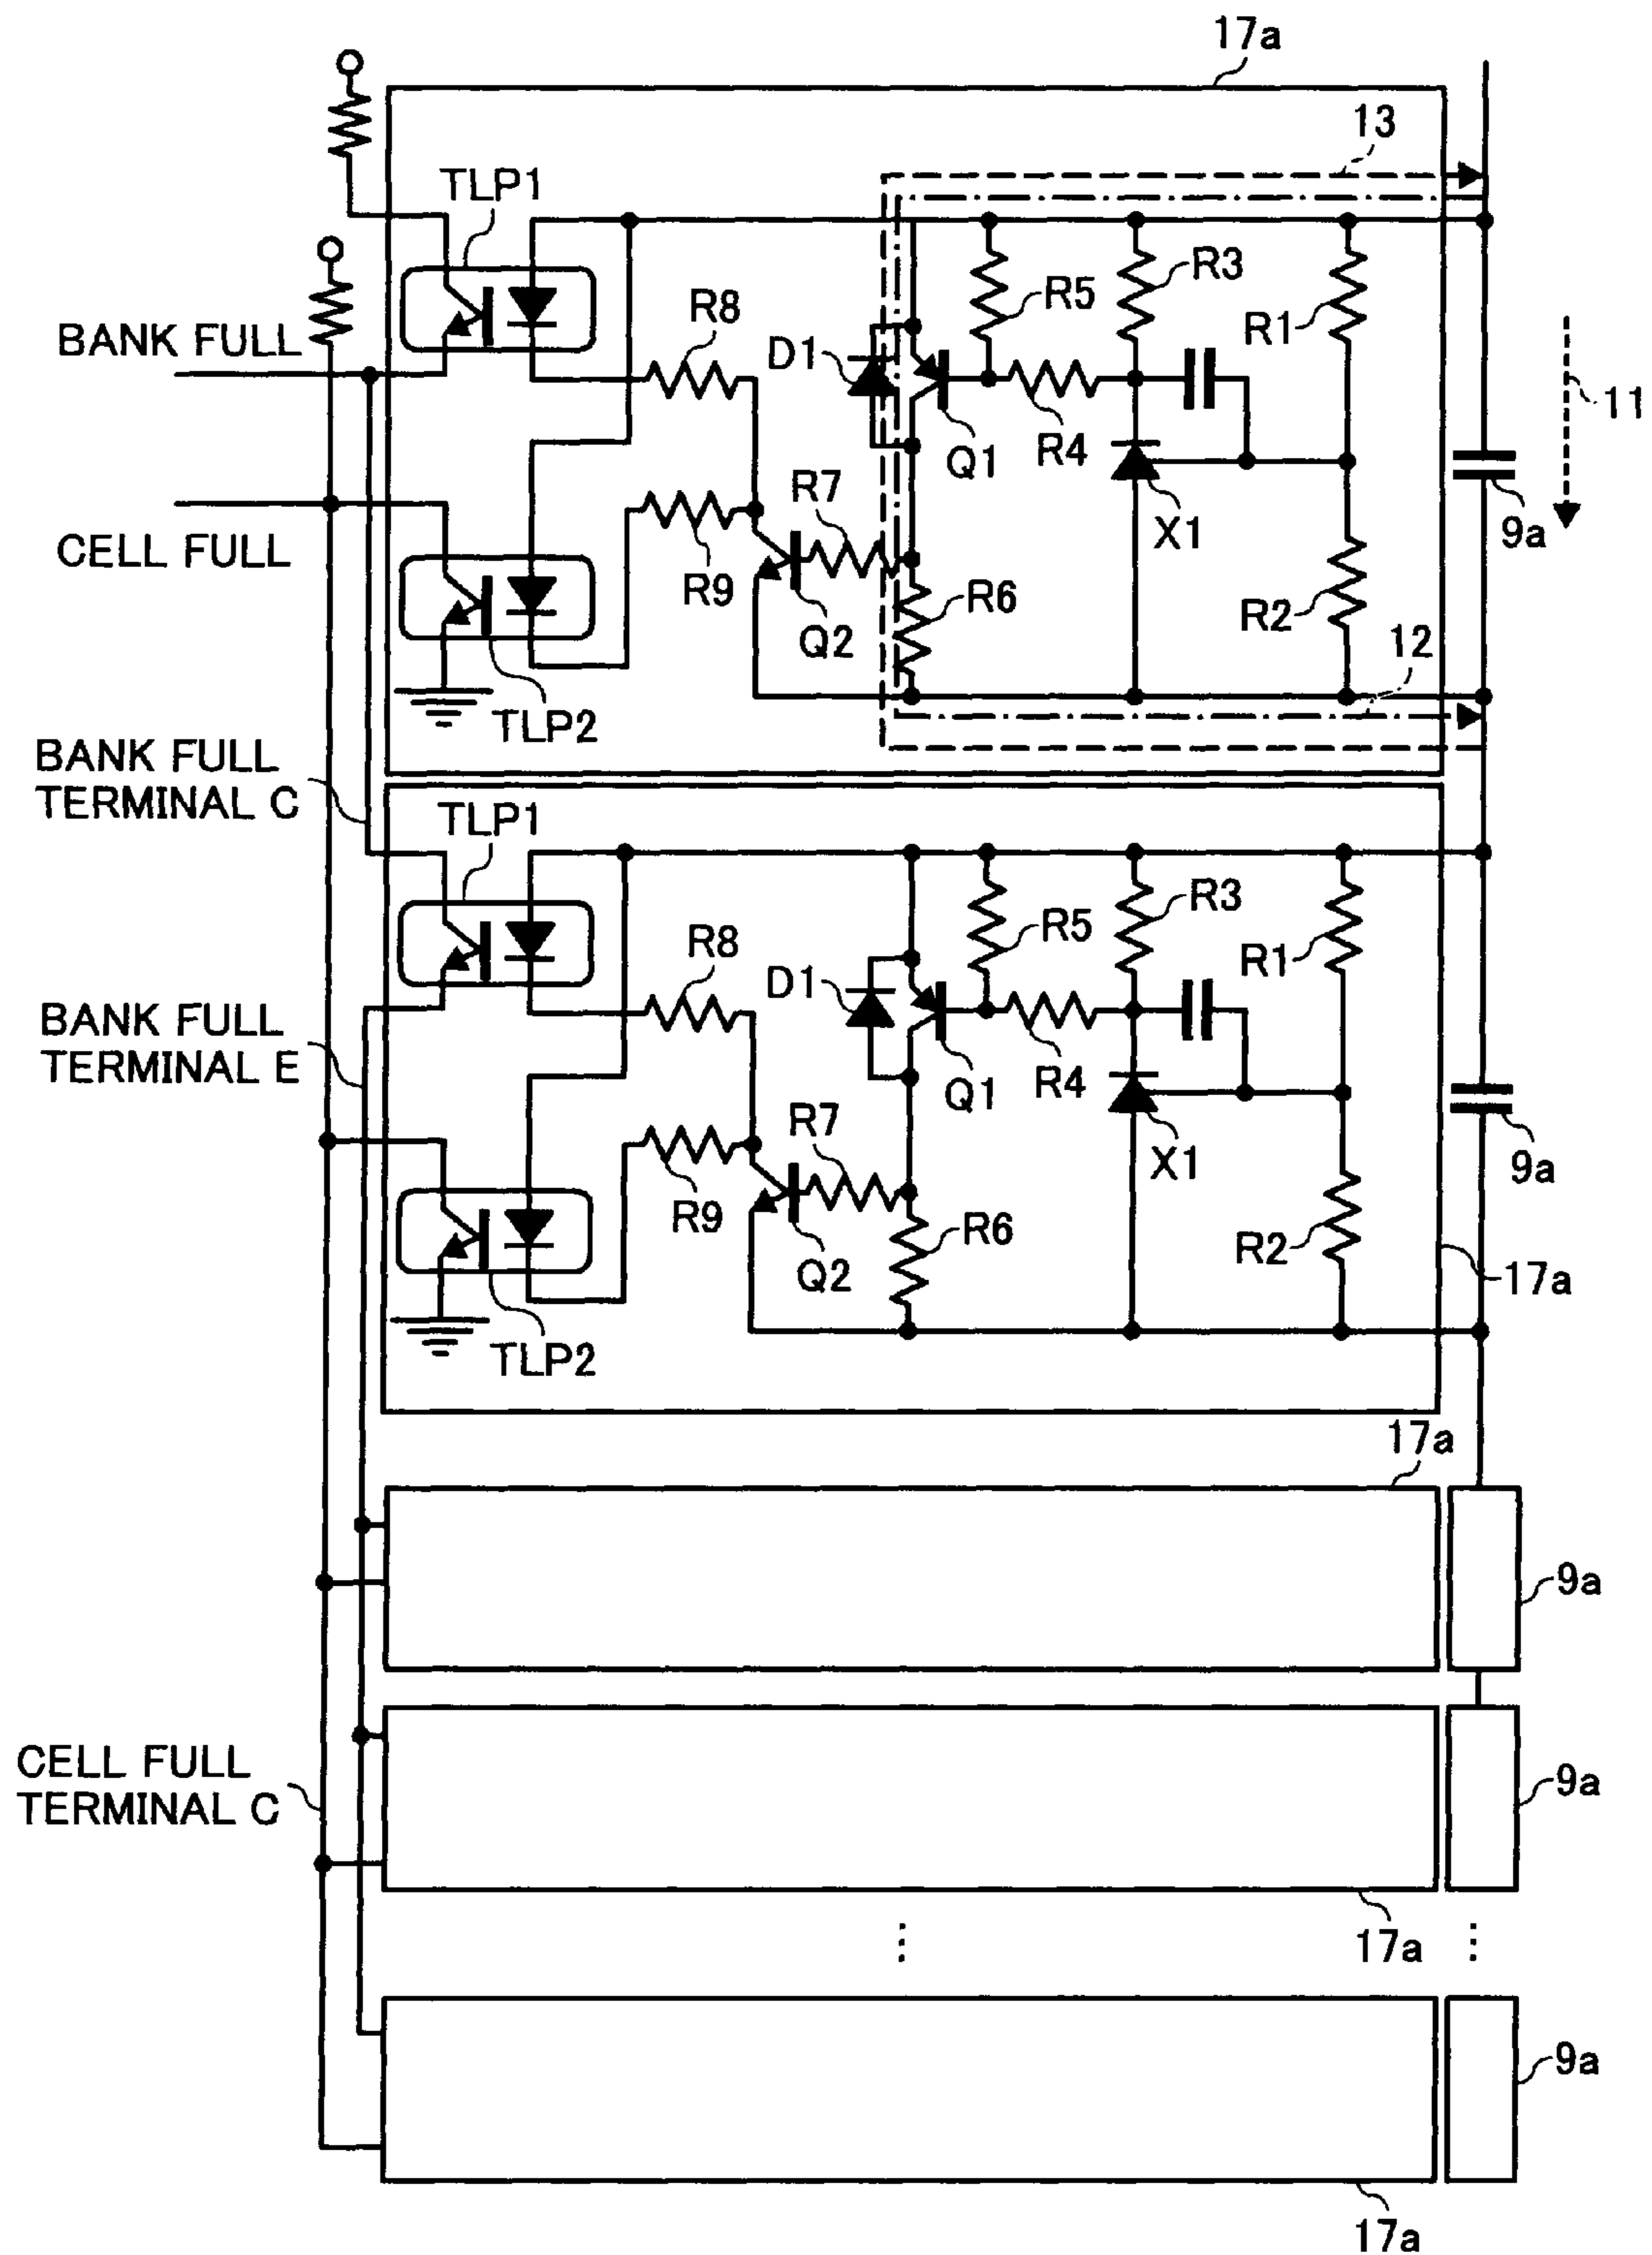 17a
13
TLP1
R8
R3
R5
R1
BANK FULL
D1
11
R4
Q1
R7
X1
9a
CELL FULL
R9
R6
R2
Q2
12
TLP2
BANK FULL
TERMINAL C
TLP1
R3
R5
R8
R1
D1
BANK FULL
TERMINAL E
R4
Q1
R7
X1
9a
R9
R6
R2
Q2
17a
TLP2
17a
9a
CELL FULL
TERMINAL C
9a
17a
9a
17a